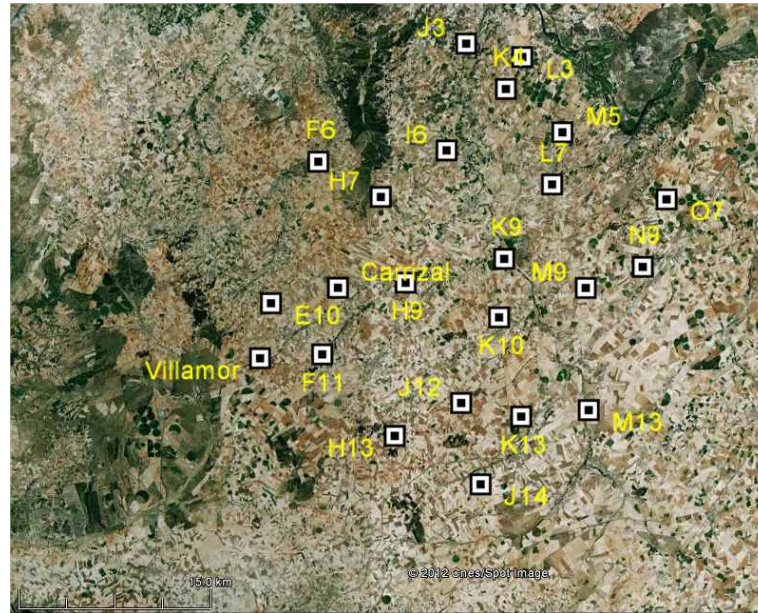 J3
K4
L3
M5
F6
I6
L7
H7
O7
K9
N9
Carrizal
M9
E10
H9
K10
Villamor
F11
J12
M13
H13
K13
J14
15.0 km
© 2012 Cnes/Spot Image